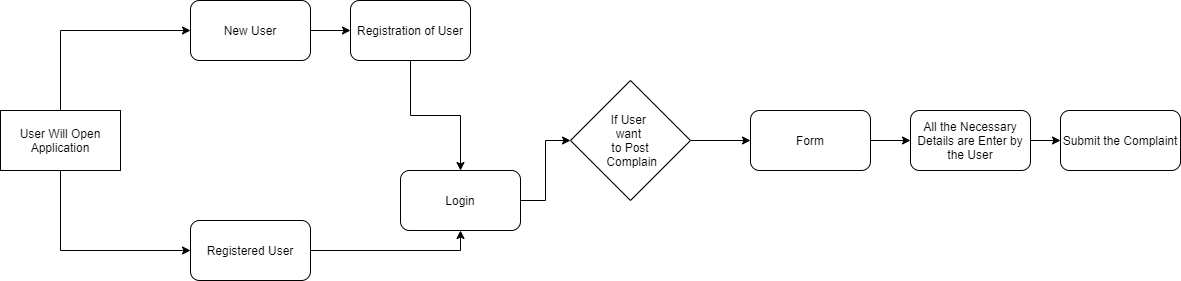 New User
Registration of User
User Will Open
Application
If User
want
to Post
Complain
Form
All the Necessary
Details are Enter by
the User
Submit the Complaint
Login
Registered User